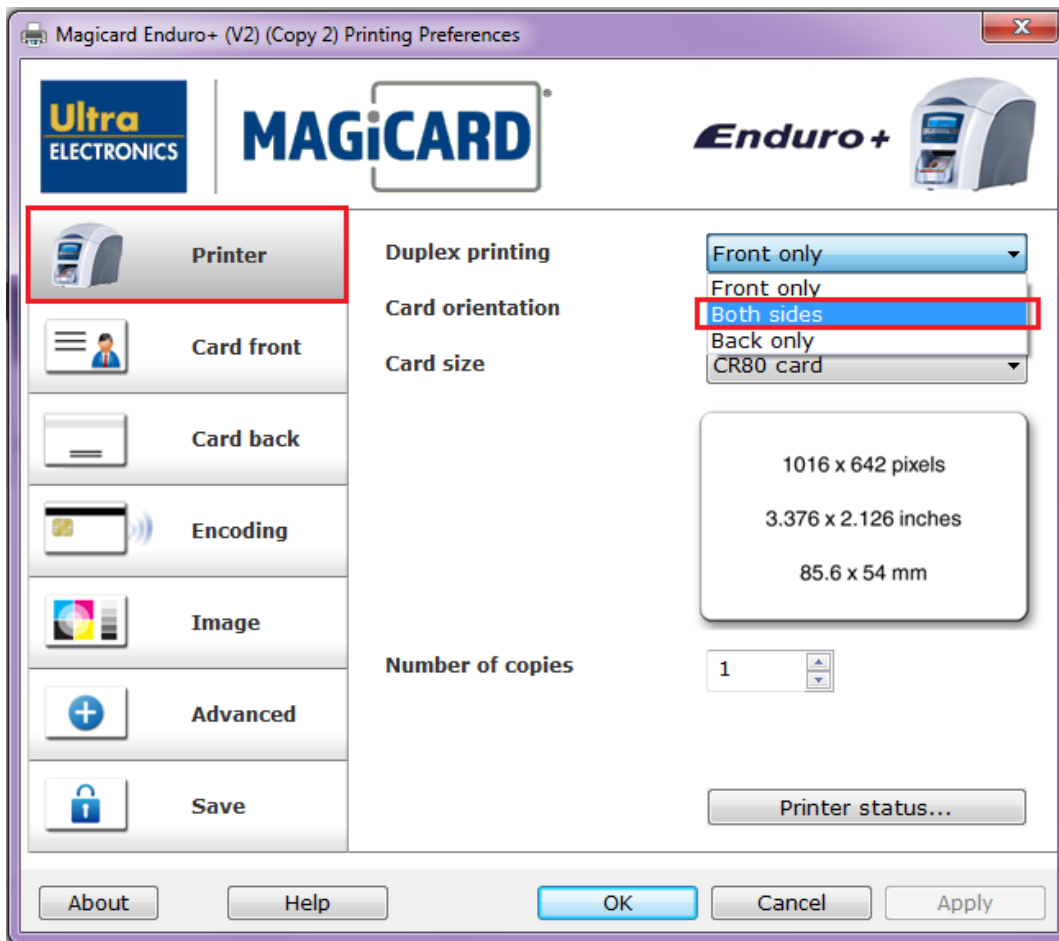 Magicard Enduro+ (V2) (Copy 2) Printing Preferences
Ultra
ELECTRONICS
MAGiCARD
Enduro+
Printer
Card front
Card back
Encoding
Image
Advanced
Save
Duplex printing
Front only
Front only
Both sides
Back only
Card orientation
Card size
CR80 card
1016 x 642 pixels
3.376 x 2.126 inches
85.6 x 54 mm
Number of copies
1
Printer status...
About
Help
OK
Cancel
Apply